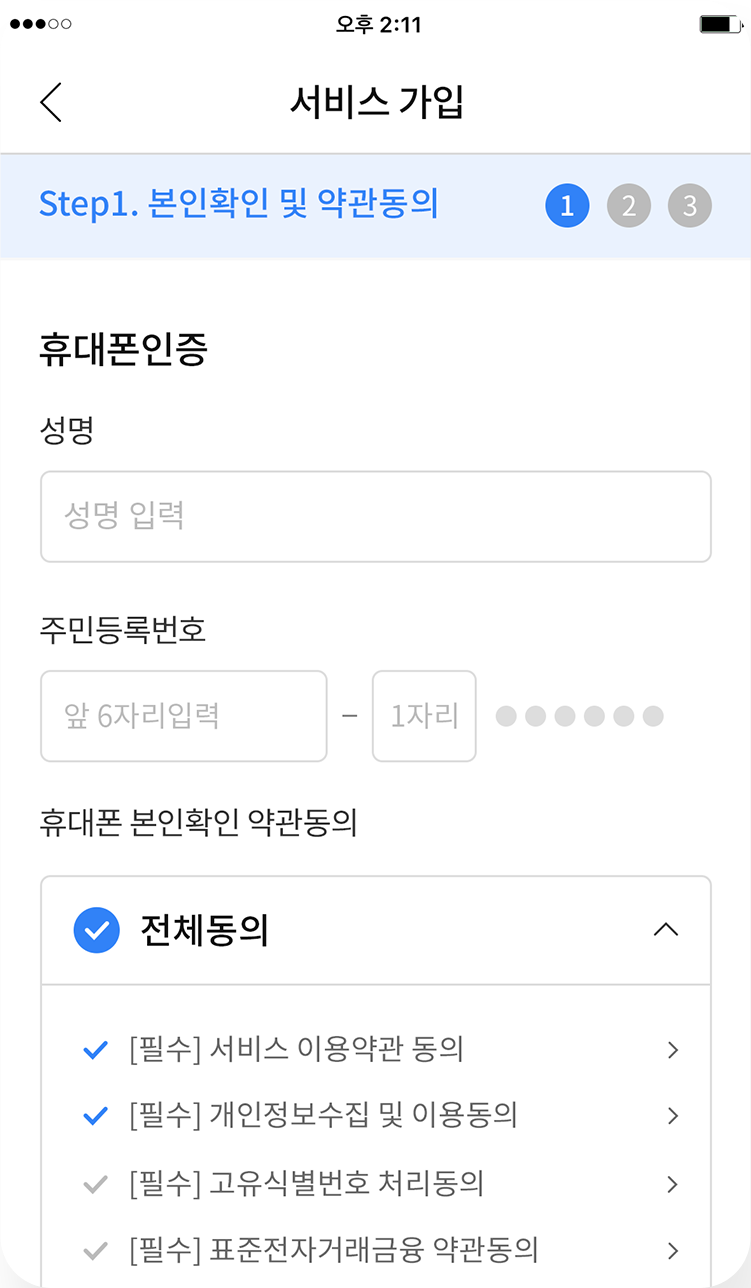 오후 2:11
서비스 가입
Step1. 본인확인 및 약관동의 1 2 3
휴대폰인증
성명
성명 입력
주민등록번호
앞 6자리입력 – 1자리
휴대폰 본인확인 약관동의
전체동의
[필수] 서비스 이용약관 동의
[필수] 개인정보수집 및 이용동의
[필수] 고유식별번호 처리동의
[필수] 표준전자거래금융 약관동의